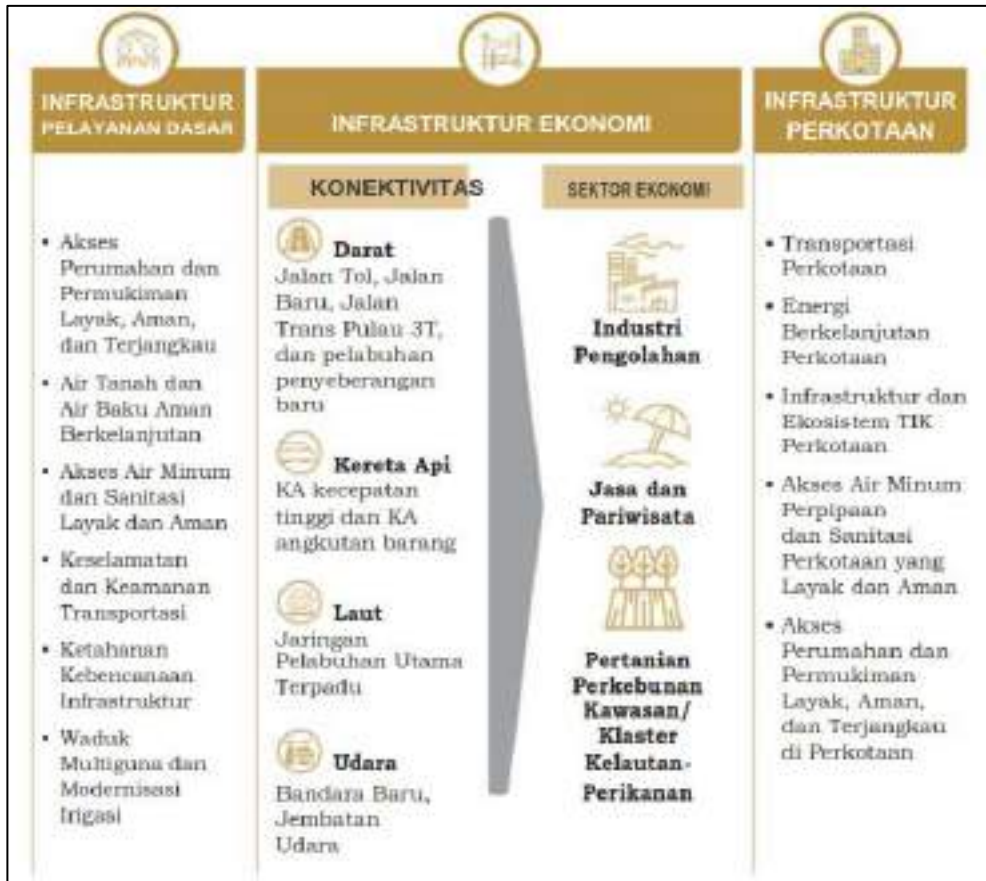 INFRASTRUKTUR
PELAYANAN DASAR
• Akses
Perumahan dan
Permukiman
Layak, Aman,
dan Terjangkau
• Air Tanah dan
Air Baku Aman
Berkelanjutan
• Akses Air Minum
dan Sanitasi
Layak dan Aman
• Keselamatan
dan Keamanan
Transportasi
• Ketahanan
Kebencanaan
Infrastruktur
• Waduk
Multiguna dan
Modernisasi
Irigasi
INFRASTRUKTUR EKONOMI
KONEKTIVITAS
Darat
Jalan Tol, Jalan
Baru, Jalan
Trans Pulau 3T,
dan pelabuhan
penyeberangan
baru
Kereta Api
KA kecepatan
tinggi dan KA
angkutan barang
Laut
Jaringan
Pelabuhan Utama
Terpadu
Udara
Bandara Baru,
Jembatan
Udara
SEKTOR EKONOMI
Industri
Pengolahan
Jasa dan
Pariwisata
Pertanian
Perkebunan
Kawasan/
Klaster
Kelautan-
Perikanan
INFRASTRUKTUR
PERKOTAAN
• Transportasi
Perkotaan
• Energi
Berkelanjutan
Perkotaan
• Infrastruktur dan
Ekosistem TIK
Perkotaan
• Akses Air Minum
Perpipaan
dan Sanitasi
Perkotaan yang
Layak dan Aman
• Akses
Perumahan dan
Permukiman
Layak, Aman,
dan Terjangkau
di Perkotaan